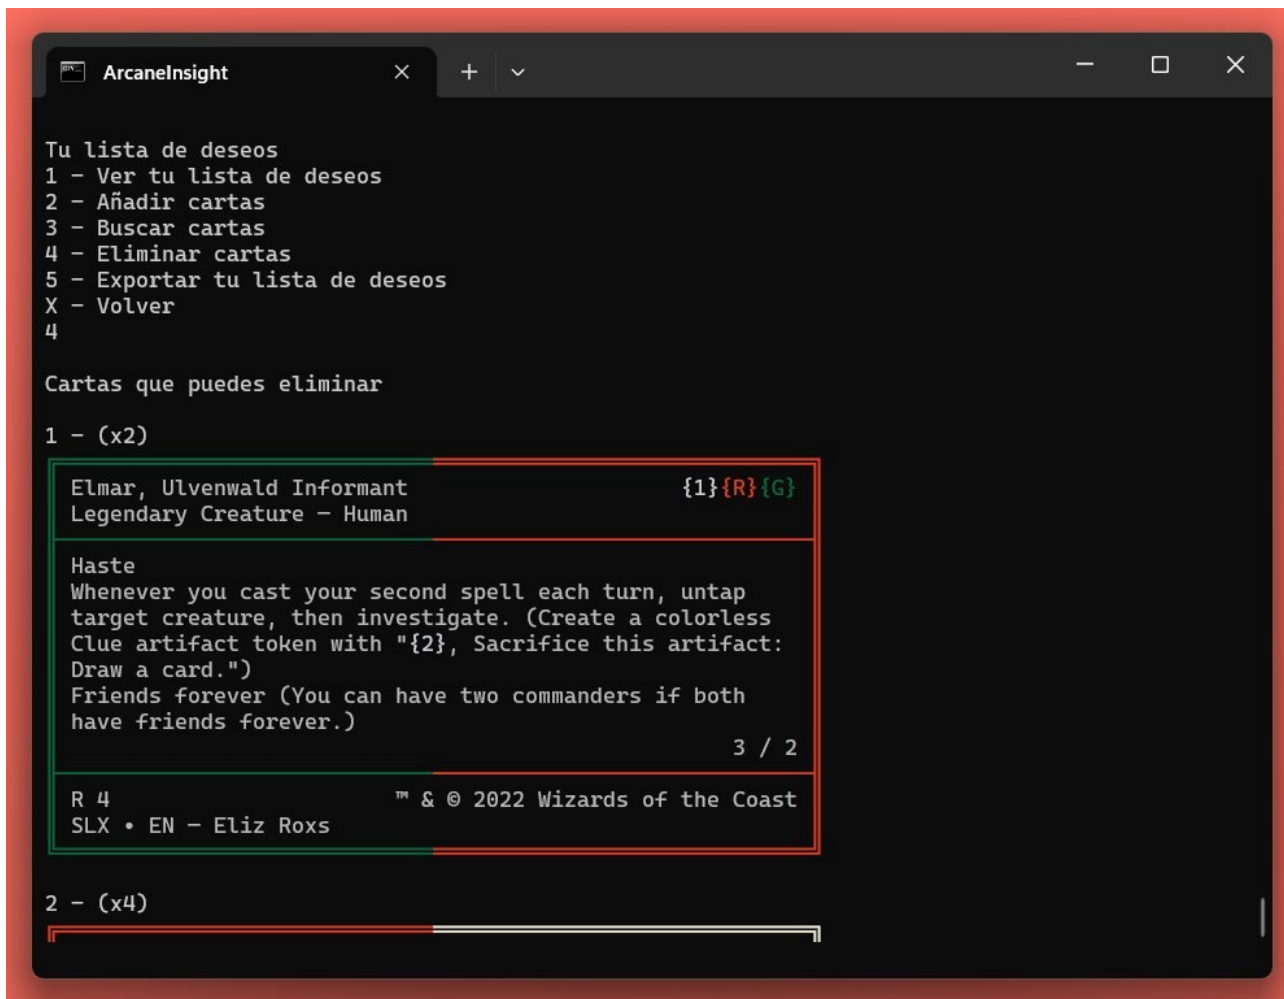 ArcaneInsight
Tu lista de deseos
1 – Ver tu lista de deseos
2 – Añadir cartas
3 – Buscar cartas
4 – Eliminar cartas
5 – Exportar tu lista de deseos
X – Volver
4
Cartas que puedes eliminar
1 – (x2)
Elmar, Ulvenwald Informant {1}{R}{G}
Legendary Creature — Human
Haste
Whenever you cast your second spell each turn, untap
target creature, then investigate. (Create a colorless
Clue artifact token with "{2}, Sacrifice this artifact:
Draw a card.")
Friends forever (You can have two commanders if both
have friends forever.)
3 / 2
R 4 ™ & © 2022 Wizards of the Coast
SLX • EN — Eliz Roxs
2 – (x4)